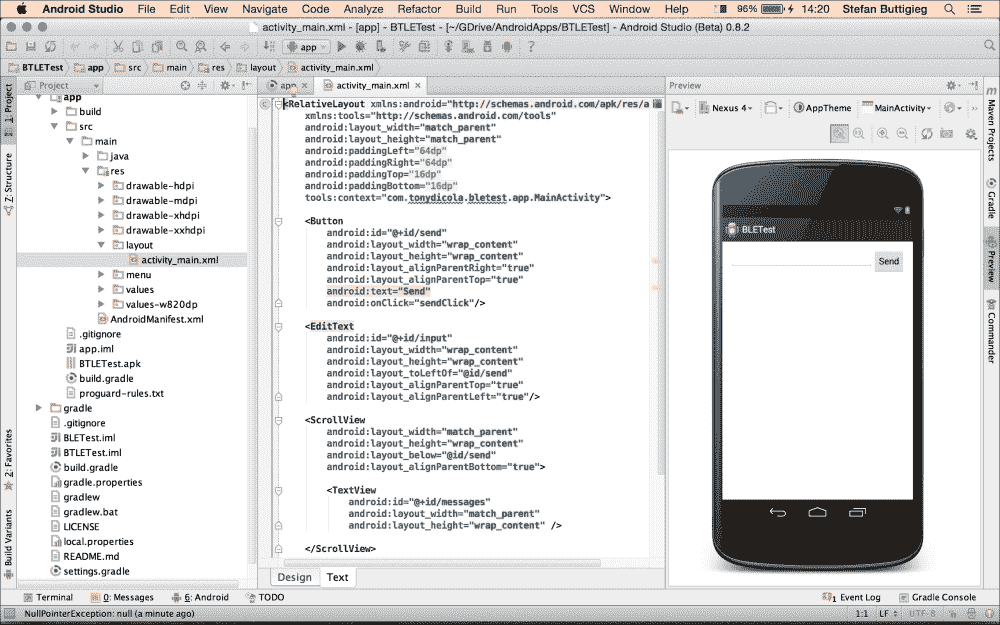 Android Studio File Edit View Navigate Code Analyze Refactor Build Run Tools VCS Window Help 96% 14:20 Stefan Buttigieg
activity_main.xml - [app] - BTLETest - [~/GDrive/AndroidApps/BTLETest] - Android Studio (Beta) 0.8.2
app
BTLETest app src main res layout activity_main.xml
Project
app
activity_main.xml
Preview
1: Project
Z: Structure
2: Favorites
Build Variants
app
build
src
main
java
res
drawable-hdpi
drawable-mdpi
drawable-xhdpi
drawable-xxhdpi
layout
activity_main.xml
menu
values
values-w820dp
AndroidManifest.xml
.gitignore
app.iml
BTLETest.apk
build.gradle
proguard-rules.txt
gradle
.gitignore
BLETest.iml
BTLETest.iml
build.gradle
gradle.properties
gradlew
gradlew.bat
LICENSE
local.properties
README.md
settings.gradle
<RelativeLayout xmlns:android="http://schemas.android.com/apk/res/a
xmlns:tools="http://schemas.android.com/tools"
android:layout_width="match_parent"
android:layout_height="match_parent"
android:paddingLeft="64dp"
android:paddingRight="64dp"
android:paddingTop="16dp"
android:paddingBottom="16dp"
tools:context="com.tonydicola.bletest.app.MainActivity">
<Button
android:id="@+id/send"
android:layout_width="wrap_content"
android:layout_height="wrap_content"
android:layout_alignParentRight="true"
android:layout_alignParentTop="true"
android:text="Send"
android:onClick="sendClick"/>
<EditText
android:id="@+id/input"
android:layout_width="wrap_content"
android:layout_height="wrap_content"
android:layout_toLeftOf="@id/send"
android:layout_alignParentTop="true"
android:layout_alignParentLeft="true"/>
<ScrollView
android:layout_width="match_parent"
android:layout_height="wrap_content"
android:layout_below="@id/send"
android:layout_alignParentBottom="true">
<TextView
android:id="@+id/messages"
android:layout_width="match_parent"
android:layout_height="wrap_content" />
</ScrollView>
Design Text
Nexus 4 AppTheme MainActivity
BLETest
Send
Maven Projects
Gradle
Preview
Commander
Terminal 0: Messages 6: Android TODO 1 Event Log Gradle Console
NullPointerException: null (a minute ago) 1:1 LF UTF-8